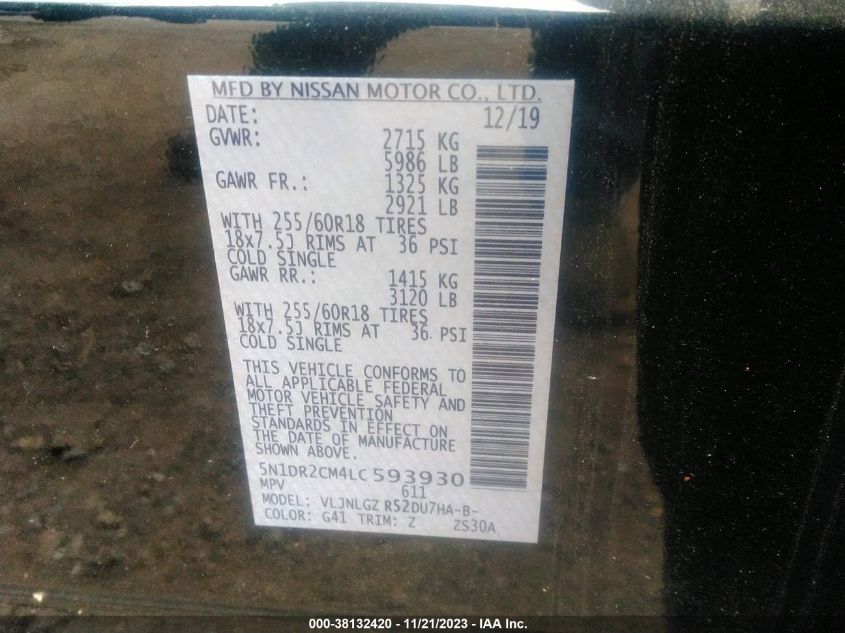 MFD BY NISSAN MOTOR CO., LTD.
DATE: 12/19
GVWR: 2715 KG
5986 LB
GAWR FR.: 1325 KG
2921 LB
WITH 255/60R18 TIRES
18x7.5J RIMS AT 36 PSI
COLD SINGLE
GAWR RR.: 1415 KG
3120 LB
WITH 255/60R18 TIRES
18x7.5J RIMS AT 36 PSI
COLD SINGLE
THIS VEHICLE CONFORMS TO
ALL APPLICABLE FEDERAL
MOTOR VEHICLE SAFETY AND
THEFT PREVENTION
STANDARDS IN EFFECT ON
THE DATE OF MANUFACTURE
SHOWN ABOVE.
5N1DR2CM4LC593930
MPV 611
MODEL: VLJNLGZ R52DU7HA-B-
COLOR: G41 TRIM: Z ZS30A
000-38132420 - 11/21/2023 - IAA Inc.